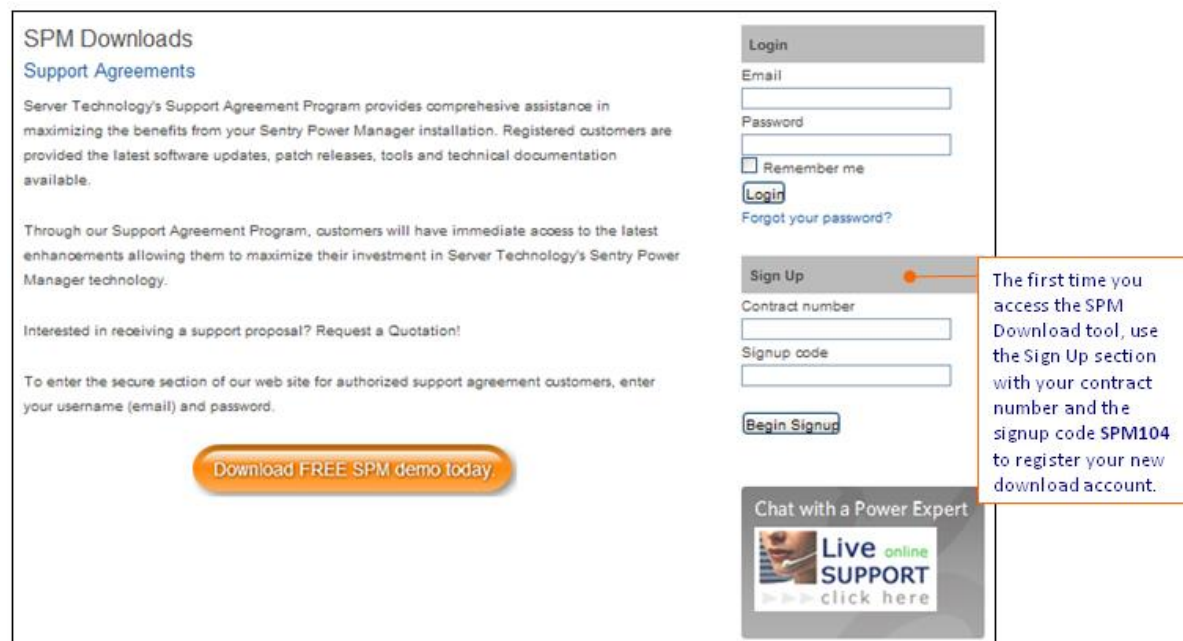 SPM Downloads
Support Agreements
Server Technology's Support Agreement Program provides comprehesive assistance in
maximizing the benefits from your Sentry Power Manager installation. Registered customers are
provided the latest software updates, patch releases, tools and technical documentation
available.
Through our Support Agreement Program, customers will have immediate access to the latest
enhancements allowing them to maximize their investment in Server Technology's Sentry Power
Manager technology.
Interested in receiving a support proposal? Request a Quotation!
To enter the secure section of our web site for authorized support agreement customers, enter
your username (email) and password.
Download FREE SPM demo today.
Login
Email
Password
Remember me
Login
Forgot your password?
Sign Up
Contract number
Signup code
Begin Signup
The first time you
access the SPM
Download tool, use
the Sign Up section
with your contract
number and the
signup code SPM104
to register your new
download account.
Chat with a Power Expert
Live online
SUPPORT
click here